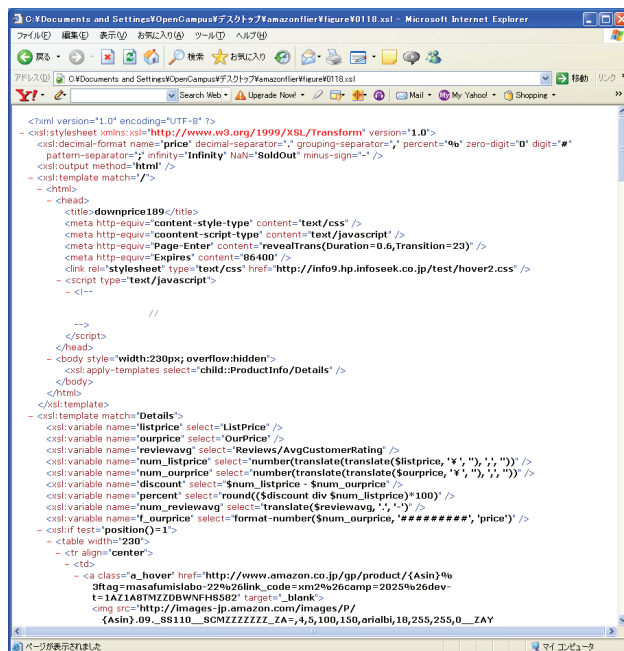 C:¥Documents and Settings¥OpenCampus¥デスクトップ¥amazonflier¥figure¥0118.xsl - Microsoft Internet Explorer
ファイル(F) 編集(E) 表示(V) お気に入り(A) ツール(T) ヘルプ(H)
戻る 検索 お気に入り
アドレス(D) C:¥Documents and Settings¥OpenCampus¥デスクトップ¥amazonflier¥figure¥0118.xsl 移動 リンク »
Y! Search Web Upgrade Now! Mail My Yahoo! Shopping »
<?xml version="1.0" encoding="UTF-8" ?>
- <xsl:stylesheet xmlns:xsl="http://www.w3.org/1999/XSL/Transform" version="1.0">
<xsl:decimal-format name="price" decimal-separator="." grouping-separator="," percent="%" zero-digit="0" digit="#"
pattern-separator=";" infinity="Infinity" NaN="SoldOut" minus-sign="-" />
<xsl:output method="html" />
- <xsl:template match="/">
- <html>
- <head>
<title>downprice189</title>
<meta http-equiv="content-style-type" content="text/css" />
<meta http-equiv="coontent-script-type" content="text/javascript" />
<meta http-equiv="Page-Enter" content="revealTrans(Duration=0.6,Transition=23)" />
<meta http-equiv="Expires" content="86400" />
<link rel="stylesheet" type="text/css" href="http://info9.hp.infoseek.co.jp/test/hover2.css" />
- <script type="text/javascript">
- <!--
//
-->
</script>
</head>
- <body style="width:230px; overflow:hidden">
<xsl:apply-templates select="child::ProductInfo/Details" />
</body>
</html>
</xsl:template>
- <xsl:template match="Details">
<xsl:variable name="listprice" select="ListPrice" />
<xsl:variable name="ourprice" select="OurPrice" />
<xsl:variable name="reviewavg" select="Reviews/AvgCustomerRating" />
<xsl:variable name="num_listprice" select="number(translate(translate($listprice, '¥', ''), ',', ''))" />
<xsl:variable name="num_ourprice" select="number(translate(translate($ourprice, '¥', ''), ',', ''))" />
<xsl:variable name="discount" select="$num_listprice - $num_ourprice" />
<xsl:variable name="percent" select="round(($discount div $num_listprice)*100)" />
<xsl:variable name="num_reviewavg" select="translate($reviewavg, '.', '-')" />
<xsl:variable name="f_ourprice" select="format-number($num_ourprice, '#########', 'price')" />
- <xsl:if test="position()=1">
- <table width="230">
- <tr align="center">
- <td>
- <a class="a_hover" href="http://www.amazon.co.jp/gp/product/{Asin}%
3ftag=masafumislabo-22%26link_code=xm2%26camp=2025%26dev-
t=1AZ1A8TMZZDBWNFHS582" target="_blank">
<img src="http://images-jp.amazon.com/images/P/
{Asin}.09._SS110__SCMZZZZZZZ_ZA=,4,5,100,150,arialbi,18,255,255,0__ZAY
ページが表示されました マイ コンピュータ